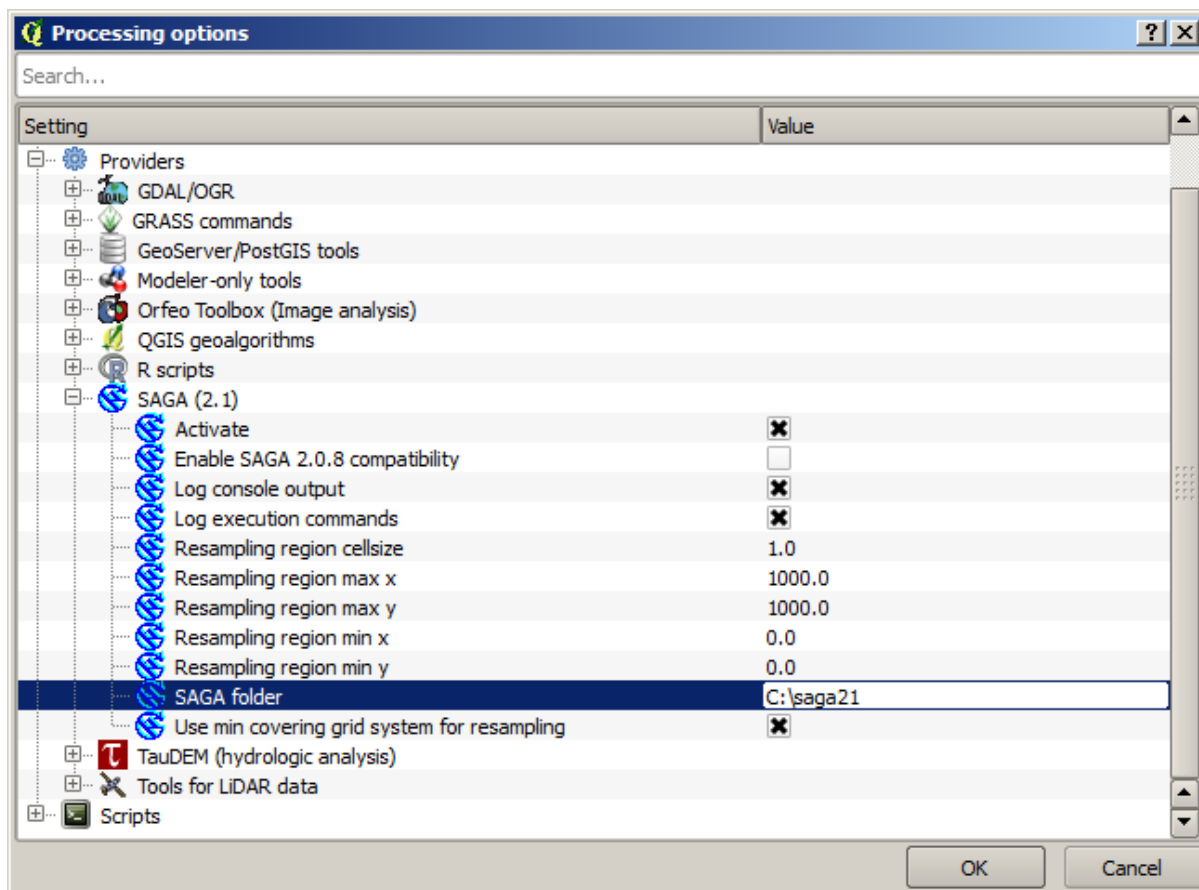 Processing options
Search...
Setting Value
Providers
GDAL/OGR
GRASS commands
GeoServer/PostGIS tools
Modeler-only tools
Orfeo Toolbox (Image analysis)
QGIS geoalgorithms
R scripts
SAGA (2.1)
Activate
Enable SAGA 2.0.8 compatibility
Log console output
Log execution commands
Resampling region cellsize 1.0
Resampling region max x 1000.0
Resampling region max y 1000.0
Resampling region min x 0.0
Resampling region min y 0.0
SAGA folder C:\saga21
Use min covering grid system for resampling
TauDEM (hydrologic analysis)
Tools for LiDAR data
Scripts
OK Cancel